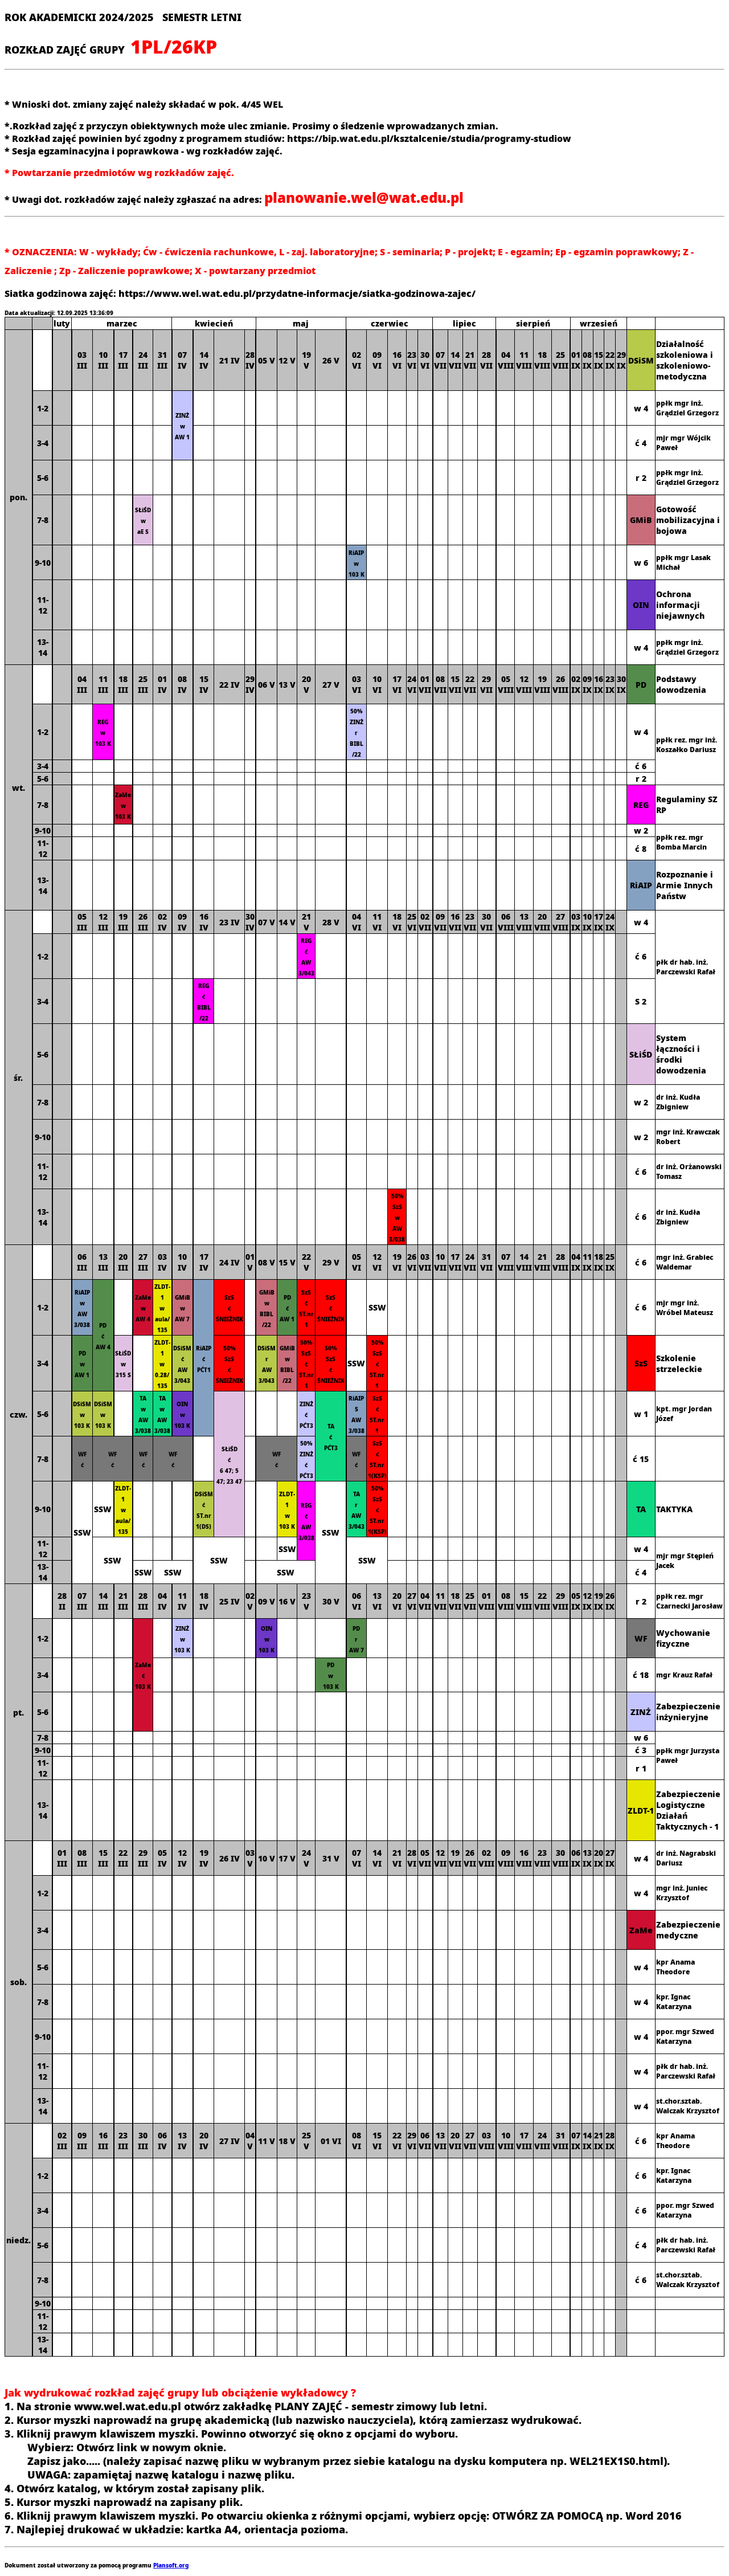 ROK AKADEMICKI 2024/2025 SEMESTR LETNI
ROZKŁAD ZAJĘĆ GRUPY 1PL/26KP
* Wnioski dot. zmiany zajęć należy składać w pok. 4/45 WEL
*.Rozkład zajęć z przyczyn obiektywnych może ulec zmianie. Prosimy o śledzenie wprowadzanych zmian.
* Rozkład zajęć powinien być zgodny z programem studiów: https://bip.wat.edu.pl/ksztalcenie/studia/programy-studiow
* Sesja egzaminacyjna i poprawkowa - wg rozkładów zajęć.
* Powtarzanie przedmiotów wg rozkładów zajęć.
* Uwagi dot. rozkładów zajęć należy zgłaszać na adres: planowanie.wel@wat.edu.pl
* OZNACZENIA: W - wykłady; Ćw - ćwiczenia rachunkowe, L - zaj. laboratoryjne; S - seminaria; P - projekt; E - egzamin; Ep - egzamin poprawkowy; Z -
Zaliczenie ; Zp - Zaliczenie poprawkowe; X - powtarzany przedmiot
Siatka godzinowa zajęć: https://www.wel.wat.edu.pl/przydatne-informacje/siatka-godzinowa-zajec/
Data aktualizacji: 12.09.2025 13:36:09
luty marzec kwiecień maj czerwiec lipiec sierpień wrzesień
pon.
03 III 10 III 17 III 24 III 31 III 07 IV 14 IV 21 IV 28 IV 05 V 12 V 19 V 26 V 02 VI 09 VI 16 VI 23 VI 30 VI 07 VII 14 VII 21 VII 28 VII 04 VIII 11 VIII 18 VIII 25 VIII 01 IX 08 IX 15 IX 22 IX 29 IX DSiSM Działalność szkoleniowa i szkoleniowo-metodyczna
1-2 ZINŻ w AW 1 w 4 ppłk mgr inż. Grądziel Grzegorz
3-4 ć 4 mjr mgr Wójcik Paweł
5-6 r 2 ppłk mgr inż. Grądziel Grzegorz
7-8 SŁiŚD w aE 5 GMiB Gotowość mobilizacyjna i bojowa
9-10 RiAIP w 103 K w 6 ppłk mgr Lasak Michał
11-12 OIN Ochrona informacji niejawnych
13-14 w 4 ppłk mgr inż. Grądziel Grzegorz
wt.
04 III 11 III 18 III 25 III 01 IV 08 IV 15 IV 22 IV 29 IV 06 V 13 V 20 V 27 V 03 VI 10 VI 17 VI 24 VI 01 VII 08 VII 15 VII 22 VII 29 VII 05 VIII 12 VIII 19 VIII 26 VIII 02 IX 09 IX 16 IX 23 IX 30 IX PD Podstawy dowodzenia
1-2 REG w 103 K 50% ZINŻ r BIBL /22 w 4 ppłk rez. mgr inż. Koszałko Dariusz
3-4 ć 6
5-6 r 2
7-8 ZaMe w 103 K REG Regulaminy SZ RP
9-10 w 2 ppłk rez. mgr Bomba Marcin
11-12 ć 8
13-14 RiAIP Rozpoznanie i Armie Innych Państw
śr.
05 III 12 III 19 III 26 III 02 IV 09 IV 16 IV 23 IV 30 IV 07 V 14 V 21 V 28 V 04 VI 11 VI 18 VI 25 VI 02 VII 09 VII 16 VII 23 VII 30 VII 06 VIII 13 VIII 20 VIII 27 VIII 03 IX 10 IX 17 IX 24 IX w 4 płk dr hab. inż. Parczewski Rafał
1-2 REG ć AW 3/043 ć 6
3-4 REG ć BIBL /22 S 2
5-6 SŁiŚD System łączności i środki dowodzenia
7-8 w 2 dr inż. Kudła Zbigniew
9-10 w 2 mgr inż. Krawczak Robert
11-12 ć 6 dr inż. Orżanowski Tomasz
13-14 50% SzS w AW 3/038 ć 6 dr inż. Kudła Zbigniew
czw.
06 III 13 III 20 III 27 III 03 IV 10 IV 17 IV 24 IV 01 V 08 V 15 V 22 V 29 V 05 VI 12 VI 19 VI 26 VI 03 VII 10 VII 17 VII 24 VII 31 VII 07 VIII 14 VIII 21 VIII 28 VIII 04 IX 11 IX 18 IX 25 IX ć 6 mgr inż. Grabiec Waldemar
1-2 RiAIP w AW 3/038 PD ć AW 4 ZaMe w AW 4 ZLDT-1 w aula/ 135 GMiB w AW 7 RiAIP ć PĆT1 SzS ć ŚNIEŻNIK GMiB w BIBL /22 PD ć AW 1 SzS ć ST.nr 1 SzS ć ŚNIEŻNIK SSW ć 6 mjr mgr inż. Wróbel Mateusz
3-4 PD w AW 1 SŁiŚD w 315 S ZLDT-1 w 0.28/ 135 DSiSM ć AW 3/043 50% SzS ć ŚNIEŻNIK DSiSM r AW 3/043 GMiB w BIBL /22 50% SzS ć ST.nr 1 50% SzS ć ŚNIEŻNIK SSW 50% SzS ć ST.nr 1 SzS Szkolenie strzeleckie
5-6 DSiSM w 103 K DSiSM w 103 K TA w AW 3/038 TA w AW 3/038 OIN w 103 K SŁiŚD ć 6 47; 5 47; 23 47 ZINŻ ć PĆT3 TA ć PĆT3 RiAIP S AW 3/038 SzS ć ST.nr 1 w 1 kpt. mgr Jordan Józef
7-8 WF ć WF ć WF ć WF ć WF ć 50% ZINŻ ć PĆT3 WF ć SzS ć ST.nr 1(KSP) ć 15
9-10 SSW SSW ZLDT-1 w aula/ 135 DSiSM ć ST.nr 1(DS) ZLDT-1 w 103 K REG ć AW 3/038 SSW TA r AW 3/043 50% SzS ć ST.nr 1(KSP) TA TAKTYKA
11-12 SSW SSW SSW SSW w 4 mjr mgr Stępień Jacek
13-14 SSW SSW SSW ć 4
pt.
28 II 07 III 14 III 21 III 28 III 04 IV 11 IV 18 IV 25 IV 02 V 09 V 16 V 23 V 30 V 06 VI 13 VI 20 VI 27 VI 04 VII 11 VII 18 VII 25 VII 01 VIII 08 VIII 15 VIII 22 VIII 29 VIII 05 IX 12 IX 19 IX 26 IX r 2 ppłk rez. mgr Czarnecki Jarosław
1-2 ZaMe ć 103 K ZINŻ w 103 K OIN w 103 K PD r AW 7 WF Wychowanie fizyczne
3-4 PD w 103 K ć 18 mgr Krauz Rafał
5-6 ZINŻ Zabezpieczenie inżynieryjne
7-8 w 6 ppłk mgr Jurzysta Paweł
9-10 ć 3
11-12 r 1
13-14 ZLDT-1 Zabezpieczenie Logistyczne Działań Taktycznych - 1
sob.
01 III 08 III 15 III 22 III 29 III 05 IV 12 IV 19 IV 26 IV 03 V 10 V 17 V 24 V 31 V 07 VI 14 VI 21 VI 28 VI 05 VII 12 VII 19 VII 26 VII 02 VIII 09 VIII 16 VIII 23 VIII 30 VIII 06 IX 13 IX 20 IX 27 IX w 4 dr inż. Nagrabski Dariusz
1-2 w 4 mgr inż. Juniec Krzysztof
3-4 ZaMe Zabezpieczenie medyczne
5-6 w 4 kpr Anama Theodore
7-8 w 4 kpr. Ignac Katarzyna
9-10 w 4 ppor. mgr Szwed Katarzyna
11-12 w 4 płk dr hab. inż. Parczewski Rafał
13-14 w 4 st.chor.sztab. Walczak Krzysztof
niedz.
02 III 09 III 16 III 23 III 30 III 06 IV 13 IV 20 IV 27 IV 04 V 11 V 18 V 25 V 01 VI 08 VI 15 VI 22 VI 29 VI 06 VII 13 VII 20 VII 27 VII 03 VIII 10 VIII 17 VIII 24 VIII 31 VIII 07 IX 14 IX 21 IX 28 IX ć 6 kpr Anama Theodore
1-2 ć 6 kpr. Ignac Katarzyna
3-4 ć 6 ppor. mgr Szwed Katarzyna
5-6 ć 4 płk dr hab. inż. Parczewski Rafał
7-8 ć 6 st.chor.sztab. Walczak Krzysztof
9-10
11-12
13-14
Jak wydrukować rozkład zajęć grupy lub obciążenie wykładowcy ?
1. Na stronie www.wel.wat.edu.pl otwórz zakładkę PLANY ZAJĘĆ - semestr zimowy lub letni.
2. Kursor myszki naprowadź na grupę akademicką (lub nazwisko nauczyciela), którą zamierzasz wydrukować.
3. Kliknij prawym klawiszem myszki. Powinno otworzyć się okno z opcjami do wyboru.
Wybierz: Otwórz link w nowym oknie.
Zapisz jako..... (należy zapisać nazwę pliku w wybranym przez siebie katalogu na dysku komputera np. WEL21EX1S0.html).
UWAGA: zapamiętaj nazwę katalogu i nazwę pliku.
4. Otwórz katalog, w którym został zapisany plik.
5. Kursor myszki naprowadź na zapisany plik.
6. Kliknij prawym klawiszem myszki. Po otwarciu okienka z różnymi opcjami, wybierz opcję: OTWÓRZ ZA POMOCĄ np. Word 2016
7. Najlepiej drukować w układzie: kartka A4, orientacja pozioma.
Dokument został utworzony za pomocą programu Plansoft.org